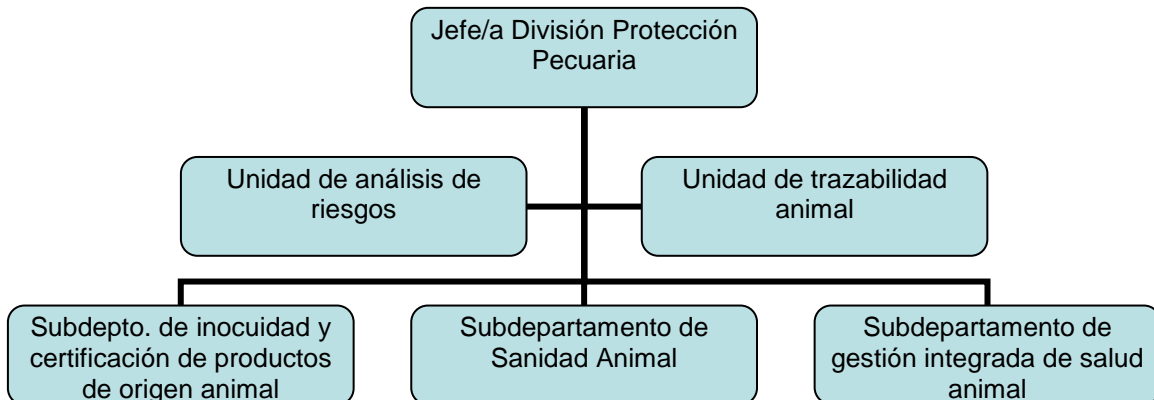 Jefe/a División Protección
Pecuaria
Unidad de análisis de
riesgos
Unidad de trazabilidad
animal
Subdepto. de inocuidad y
certificación de productos
de origen animal
Subdepartamento de
Sanidad Animal
Subdepartamento de
gestión integrada de salud
animal